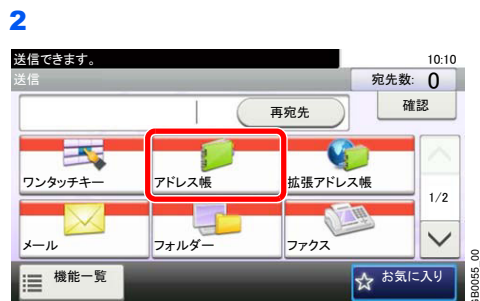 2
送信できます。
10:10
送信
宛先数: 0
再宛先
確認
ワンタッチキー
アドレス帳
拡張アドレス帳
1/2
メール
フォルダー
ファクス
機能一覧
お気に入り